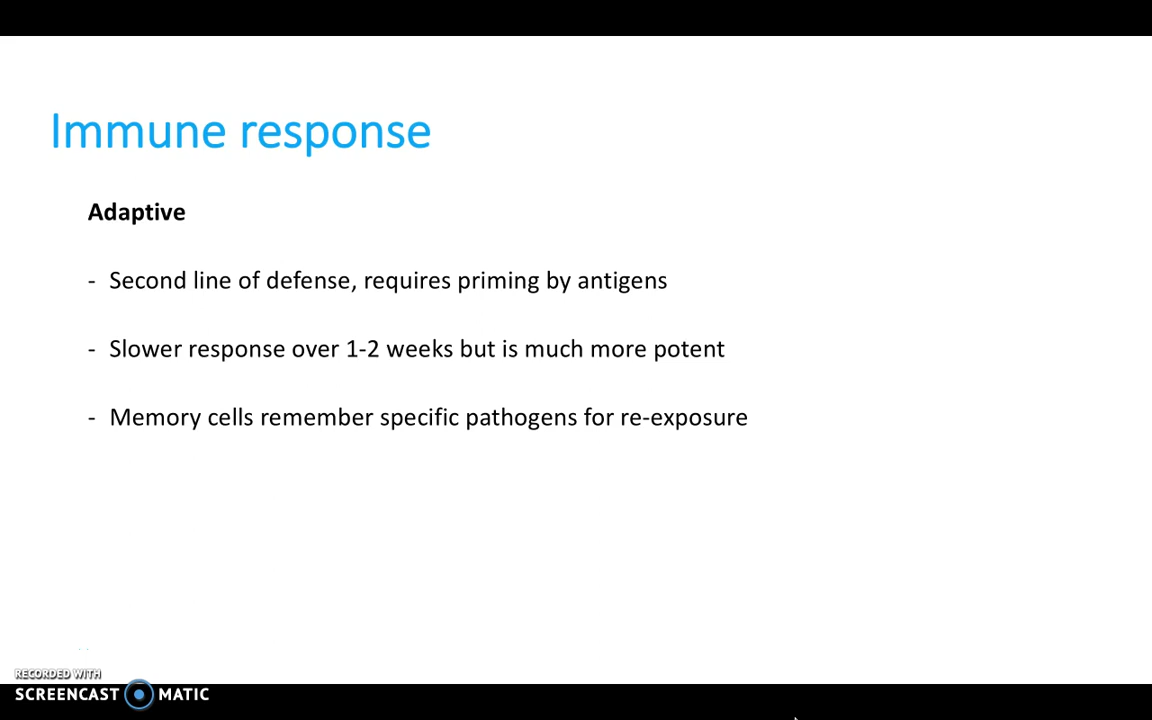 Immune response
Adaptive
- Second line of defense, requires priming by antigens
- Slower response over 1-2 weeks but is much more potent
- Memory cells remember specific pathogens for re-exposure
RECORDED WITH
SCREENCAST MATIC